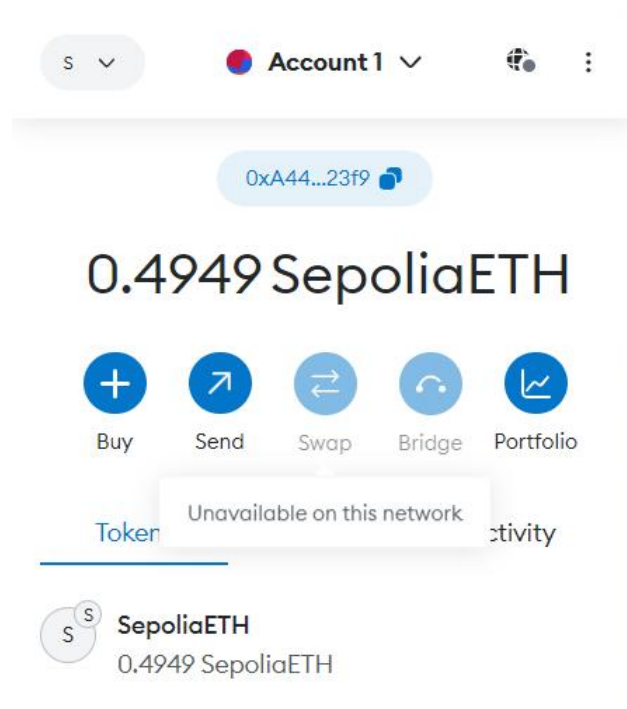 S Account 1
0xA44...23f9
0.4949 SepoliaETH
Buy Send Swap Bridge Portfolio
Unavailable on this network
Token ctivity
S S SepoliaETH
0.4949 SepoliaETH